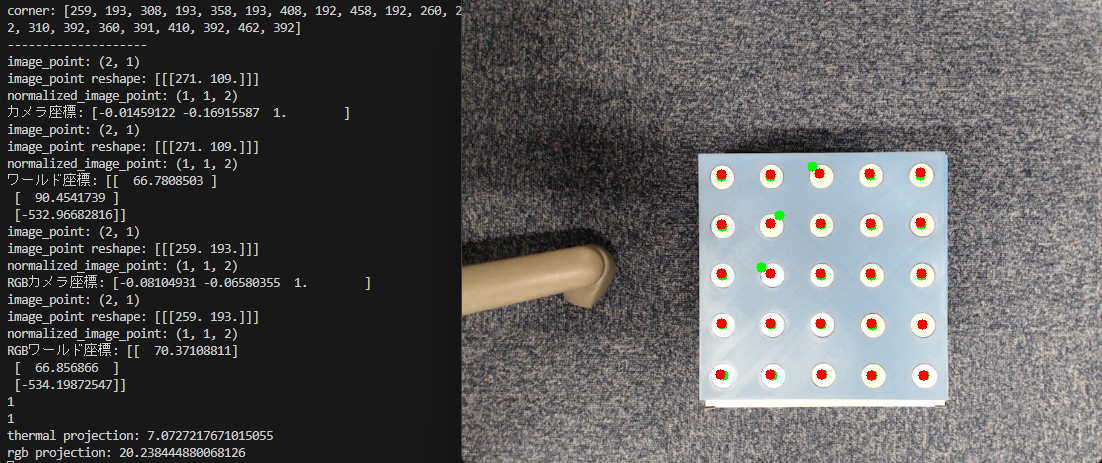 corner: [259, 193, 308, 193, 358, 193, 408, 192, 458, 192, 260, 2
2, 310, 392, 360, 391, 410, 392, 462, 392]
--------------------
image_point: (2, 1)
image_point reshape: [[[271. 109.]]]
normalized_image_point: (1, 1, 2)
カメラ座標: [-0.01459122 -0.16915587  1.        ]
image_point: (2, 1)
image_point reshape: [[[271. 109.]]]
normalized_image_point: (1, 1, 2)
ワールド座標: [[  66.7808503 ]
 [  90.4541739 ]
 [-532.96682816]]
image_point: (2, 1)
image_point reshape: [[[259. 193.]]]
normalized_image_point: (1, 1, 2)
RGBカメラ座標: [-0.08104931 -0.06580355  1.        ]
image_point: (2, 1)
image_point reshape: [[[259. 193.]]]
normalized_image_point: (1, 1, 2)
RGBワールド座標: [[  70.37108811]
 [  66.856866  ]
 [-534.19872547]]
1
1
thermal projection: 7.0727217671015055
rgb projection: 20.238444880068126